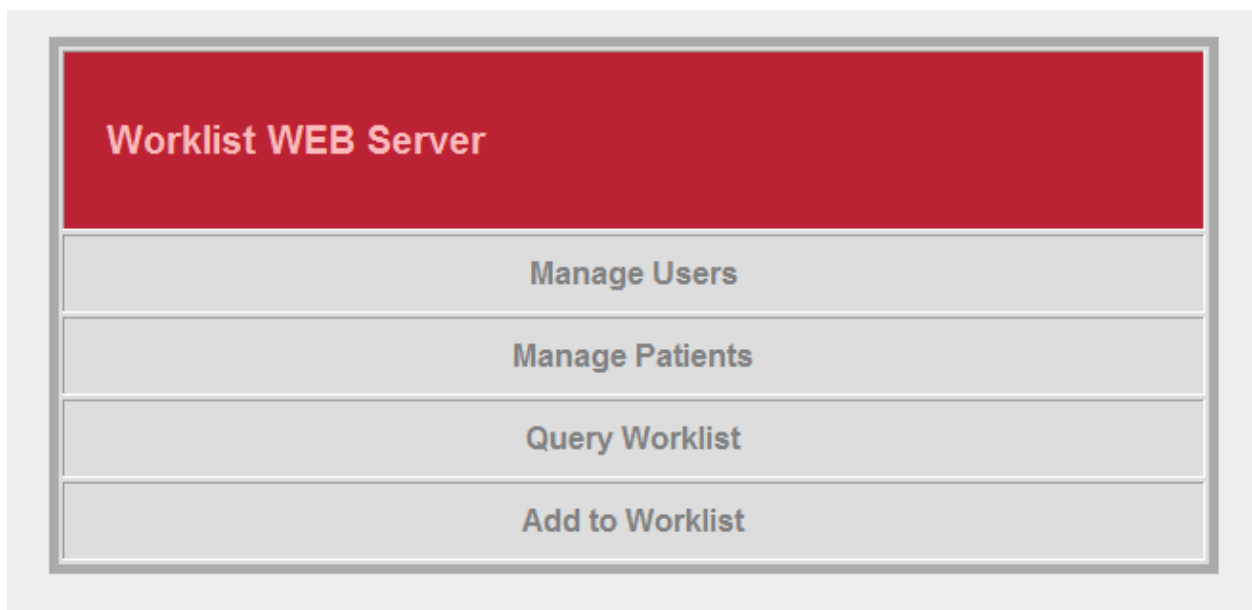 Worklist WEB Server
Manage Users
Manage Patients
Query Worklist
Add to Worklist